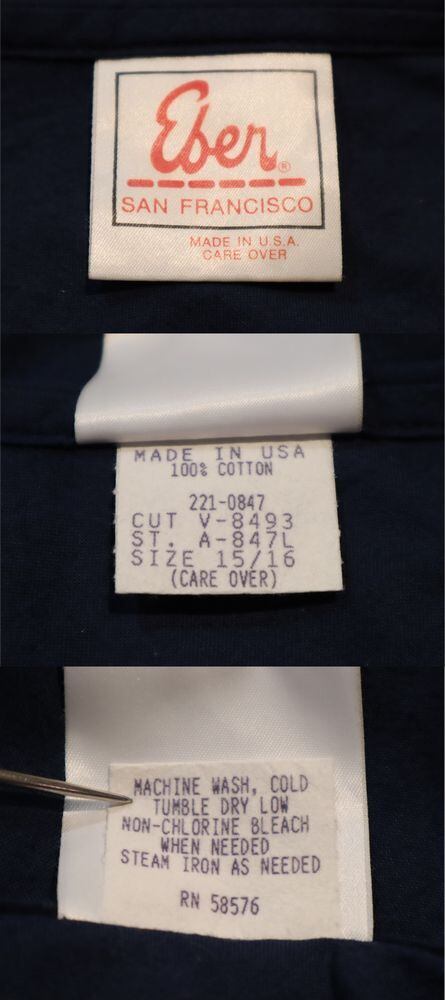 Eber®
SAN FRANCISCO
MADE IN U.S.A.
CARE OVER
MADE IN USA
100% COTTON
221-0847
CUT V-8493
ST. A-847L
SIZE 15/16
(CARE OVER)
MACHINE WASH, COLD
TUMBLE DRY LOW
NON-CHLORINE BLEACH
WHEN NEEDED
STEAM IRON AS NEEDED
RN 58576